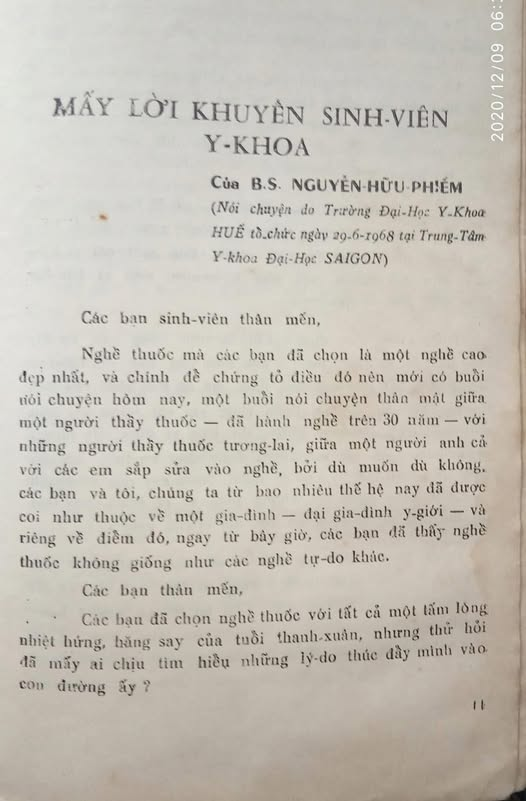 2020/12/09 06:
MẤY LỜI KHUYÊN SINH-VIÊN
Y-KHOA
Của B.S. NGUYỄN-HỮU-PHIẾM
(Nói chuyện do Trường Đại-Học Y-Khoa
HUẾ tổ-chức ngày 29-6-1968 tại Trung-Tâm
Y-khoa Đại-Học SAIGON)
Các bạn sinh-viên thân mến,
Nghề thuốc mà các bạn đã chọn là một nghề cao
đẹp nhất, và chính để chứng tỏ điều đó nên mới có buổi
nói chuyện hôm nay, một buổi nói chuyện thân mật giữa
một người thầy thuốc — đã hành nghề trên 30 năm — với
những người thầy thuốc tương-lai, giữa một người anh cả
với các em sắp sửa vào nghề, bởi dù muốn dù không,
các bạn và tôi, chúng ta từ bao nhiêu thế hệ nay đã được
coi như thuộc về một gia-đình — đại gia-đình y-giới — và
riêng về điểm đó, ngay từ bây giờ, các bạn đã thấy nghề
thuốc không giống như các nghề tự-do khác.
Các bạn thân mến,
Các bạn đã chọn nghề thuốc với tất cả một tấm lòng
nhiệt hứng, hăng say của tuổi thanh-xuân, nhưng thử hỏi
đã mấy ai chịu tìm hiểu những lý-do thúc đẩy mình vào
con đường ấy ?
11